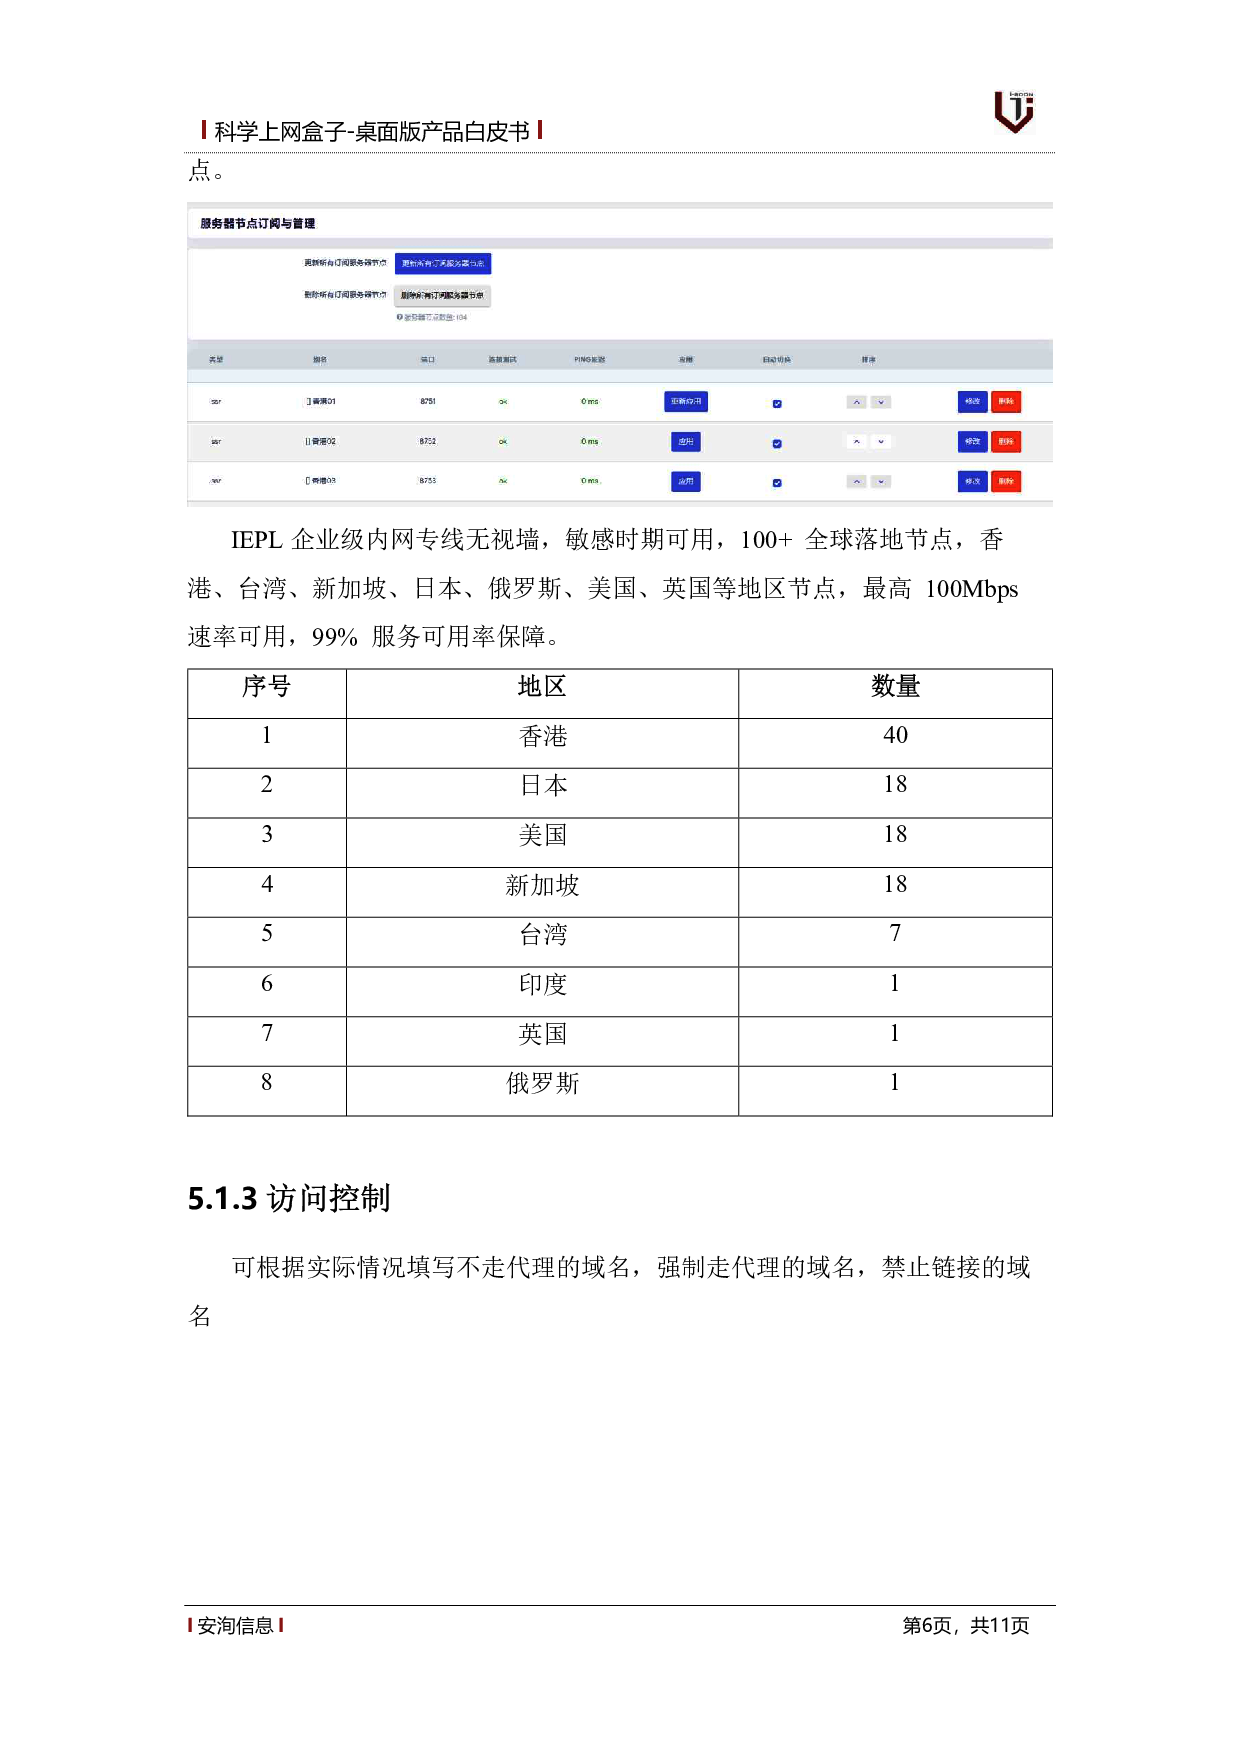 科学上网盒子-桌面版产品白皮书
i-SOON
点。
服务器节点订阅与管理
更新所有订阅服务器节点 更新所有订阅服务器节点
删除所有订阅服务器节点 删除所有订阅服务器节点
服务器节点数量: 104
类型 别名 端口 连接测试 PING延迟 应用 自动切换 排序
ssr 香港01 8751 ok 0 ms 更新应用 修改 删除
ssr 香港02 8752 ok 0 ms 应用 修改 删除
ssr 香港03 8753 ok 0 ms 应用 修改 删除
IEPL 企业级内网专线无视墙，敏感时期可用，100+ 全球落地节点，香
港、台湾、新加坡、日本、俄罗斯、美国、英国等地区节点，最高 100Mbps
速率可用，99% 服务可用率保障。
序号 地区 数量
1 香港 40
2 日本 18
3 美国 18
4 新加坡 18
5 台湾 7
6 印度 1
7 英国 1
8 俄罗斯 1
5.1.3 访问控制
可根据实际情况填写不走代理的域名，强制走代理的域名，禁止链接的域
名
安洵信息 第6页，共11页